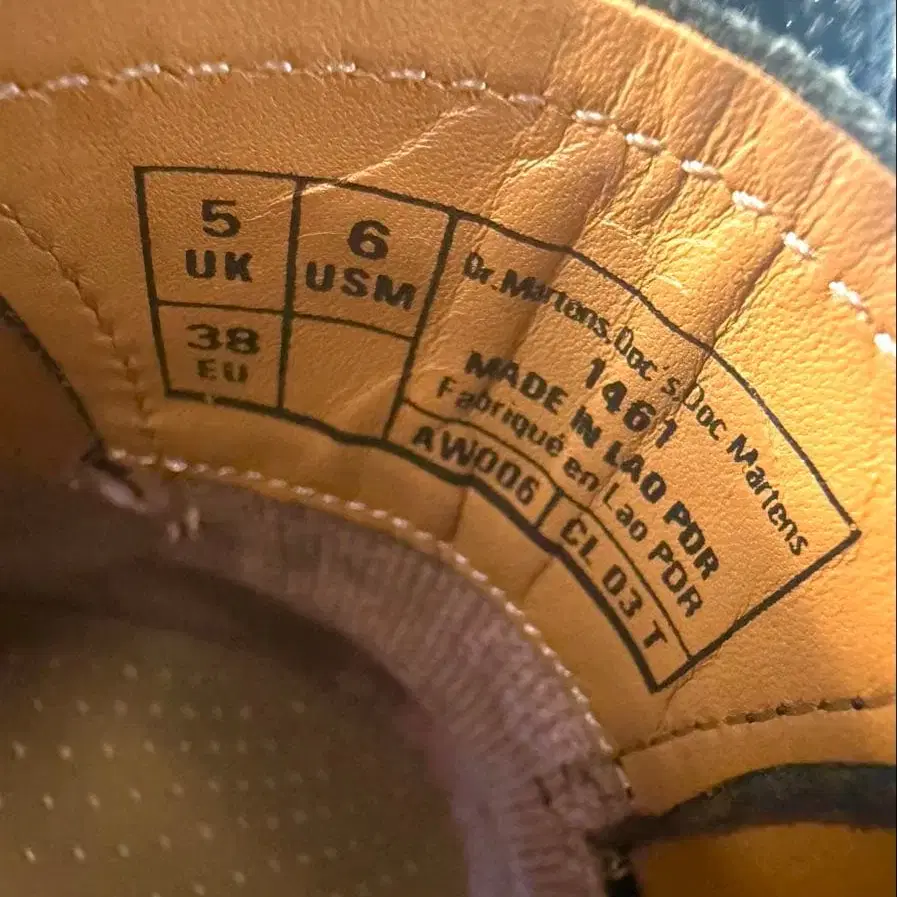 5
UK
6
USM
38
EU
Dr.Martens.Doc's.Doc Martens
1461
MADE IN LAO PDR
Fabriqué en Lao PDR
AW006
CL 03 T